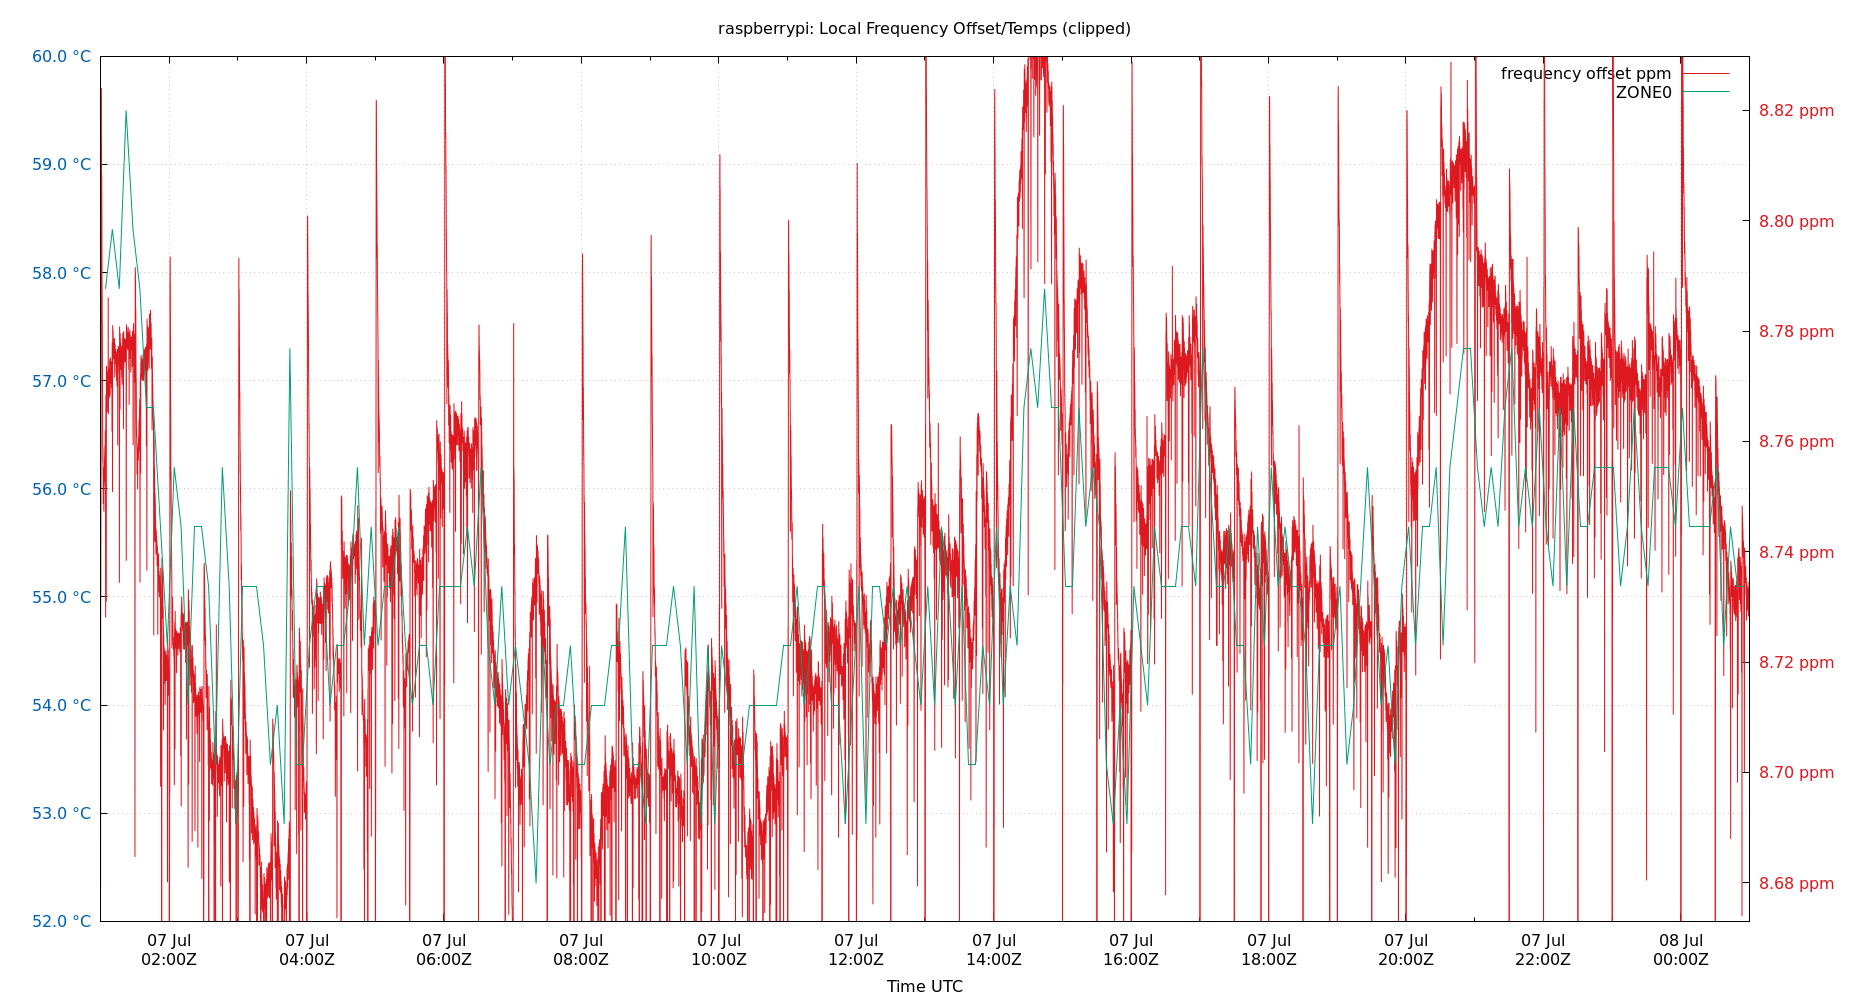 raspberrypi: Local Frequency Offset/Temps (clipped)
frequency offset ppm
ZONE0
60.0 °C
59.0 °C
58.0 °C
57.0 °C
56.0 °C
55.0 °C
54.0 °C
53.0 °C
52.0 °C
8.82 ppm
8.80 ppm
8.78 ppm
8.76 ppm
8.74 ppm
8.72 ppm
8.70 ppm
8.68 ppm
07 Jul 07 Jul 07 Jul 07 Jul 07 Jul 07 Jul 07 Jul 07 Jul 07 Jul 07 Jul 07 Jul 08 Jul
02:00Z 04:00Z 06:00Z 08:00Z 10:00Z 12:00Z 14:00Z 16:00Z 18:00Z 20:00Z 22:00Z 00:00Z
Time UTC